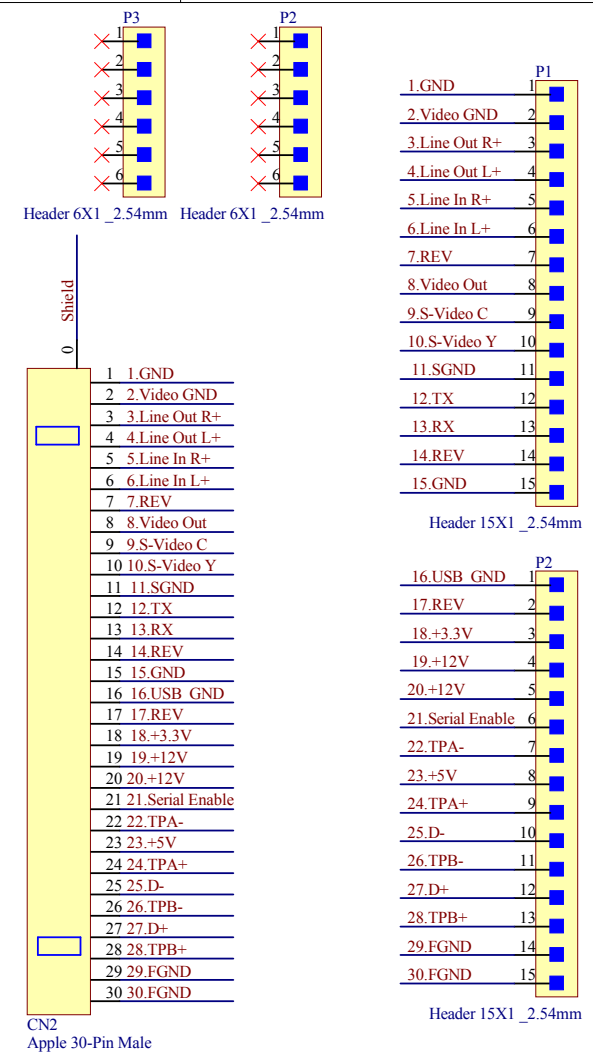 P3
1
2
3
4
5
6
Header 6X1 _2.54mm
P2
1
2
3
4
5
6
Header 6X1 _2.54mm
Shield
0
1 1.GND
2 2.Video GND
3 3.Line Out R+
4 4.Line Out L+
5 5.Line In R+
6 6.Line In L+
7 7.REV
8 8.Video Out
9 9.S-Video C
10 10.S-Video Y
11 11.SGND
12 12.TX
13 13.RX
14 14.REV
15 15.GND
16 16.USB GND
17 17.REV
18 18.+3.3V
19 19.+12V
20 20.+12V
21 21.Serial Enable
22 22.TPA-
23 23.+5V
24 24.TPA+
25 25.D-
26 26.TPB-
27 27.D+
28 28.TPB+
29 29.FGND
30 30.FGND
CN2
Apple 30-Pin Male
P1
1.GND 1
2.Video GND 2
3.Line Out R+ 3
4.Line Out L+ 4
5.Line In R+ 5
6.Line In L+ 6
7.REV 7
8.Video Out 8
9.S-Video C 9
10.S-Video Y 10
11.SGND 11
12.TX 12
13.RX 13
14.REV 14
15.GND 15
Header 15X1 _2.54mm
P2
16.USB GND 1
17.REV 2
18.+3.3V 3
19.+12V 4
20.+12V 5
21.Serial Enable 6
22.TPA- 7
23.+5V 8
24.TPA+ 9
25.D- 10
26.TPB- 11
27.D+ 12
28.TPB+ 13
29.FGND 14
30.FGND 15
Header 15X1 _2.54mm